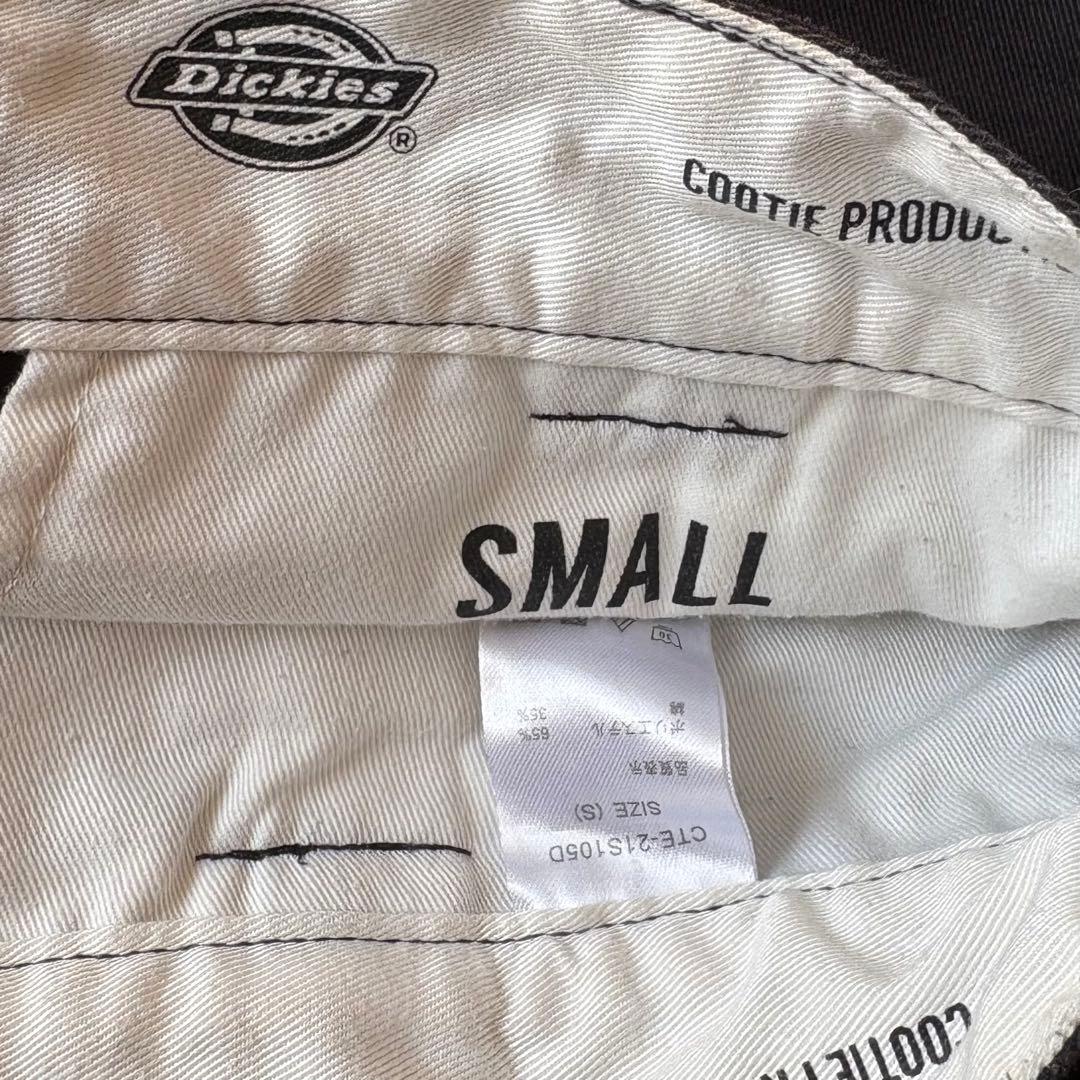 Dickies
®
COOTIE PRODUC
SMALL
CTE-21S105D
SIZE (S)
品質表示
ポリエステル 65%
綿 35%
30
COOTIE